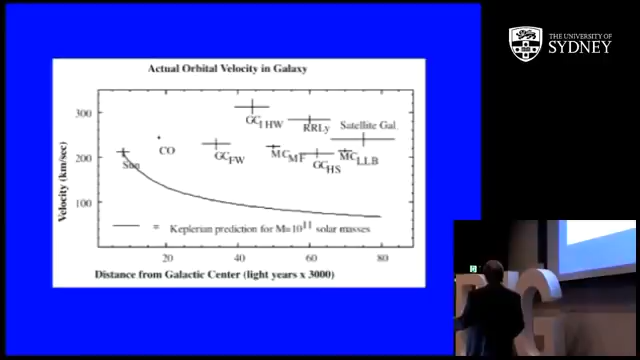 THE UNIVERSITY OF
SYDNEY
Actual Orbital Velocity in Galaxy
Velocity (km/sec)
300
200
100
GC IHW
RRLy
Satellite Gal.
CO
Sun
GC FW
MC MF
GC HS
MC LLB
= Keplerian prediction for M=10^11 solar masses
20
40
60
80
Distance from Galactic Center (light years x 3000)